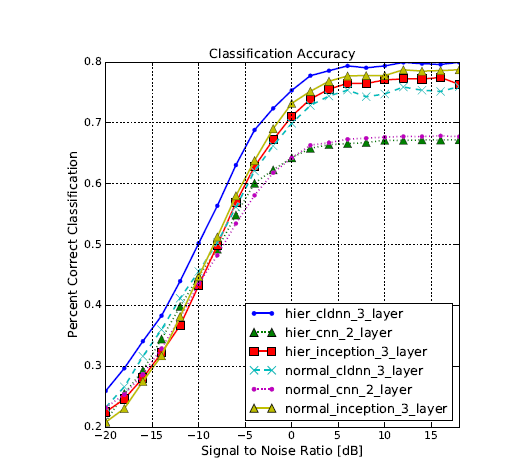 Classification Accuracy
0.8
0.7
0.6
0.5
0.4
0.3
0.2
Percent Correct Classification
hier_cldnn_3_layer
hier_cnn_2_layer
hier_inception_3_layer
normal_cldnn_3_layer
normal_cnn_2_layer
normal_inception_3_layer
−20 −15 −10 −5 0 5 10 15
Signal to Noise Ratio [dB]